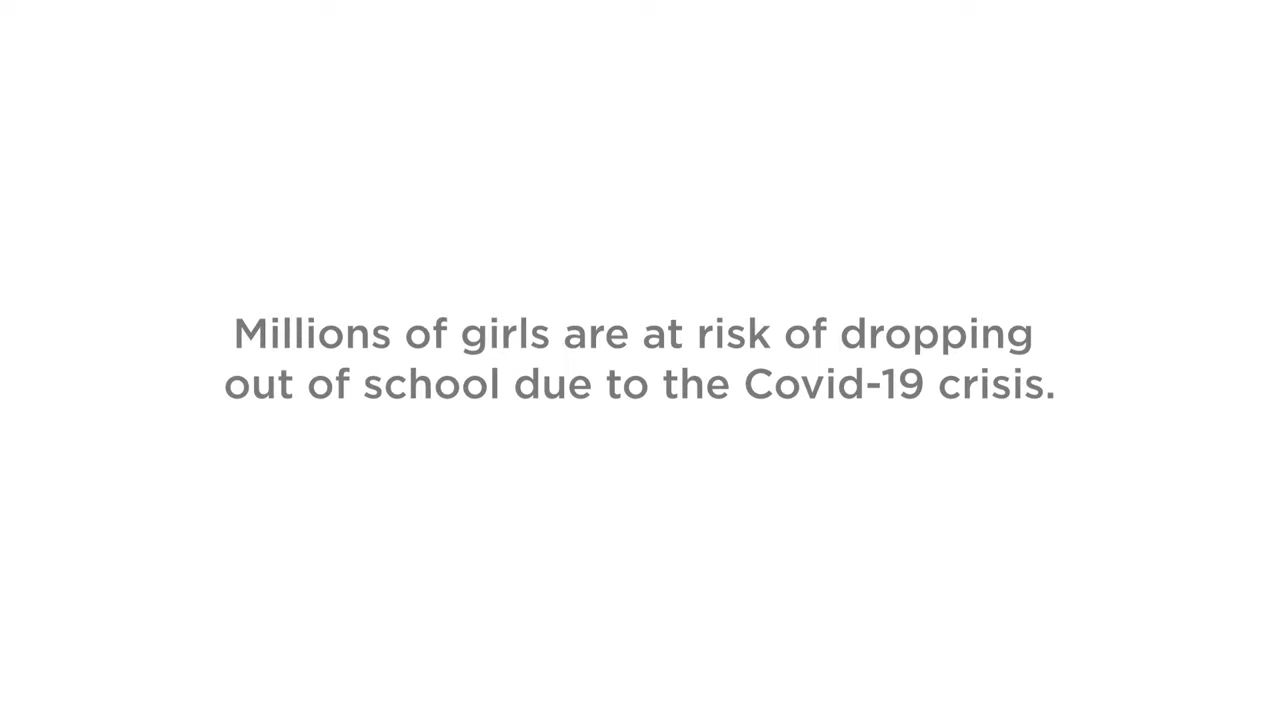 Millions of girls are at risk of dropping
out of school due to the Covid-19 crisis.